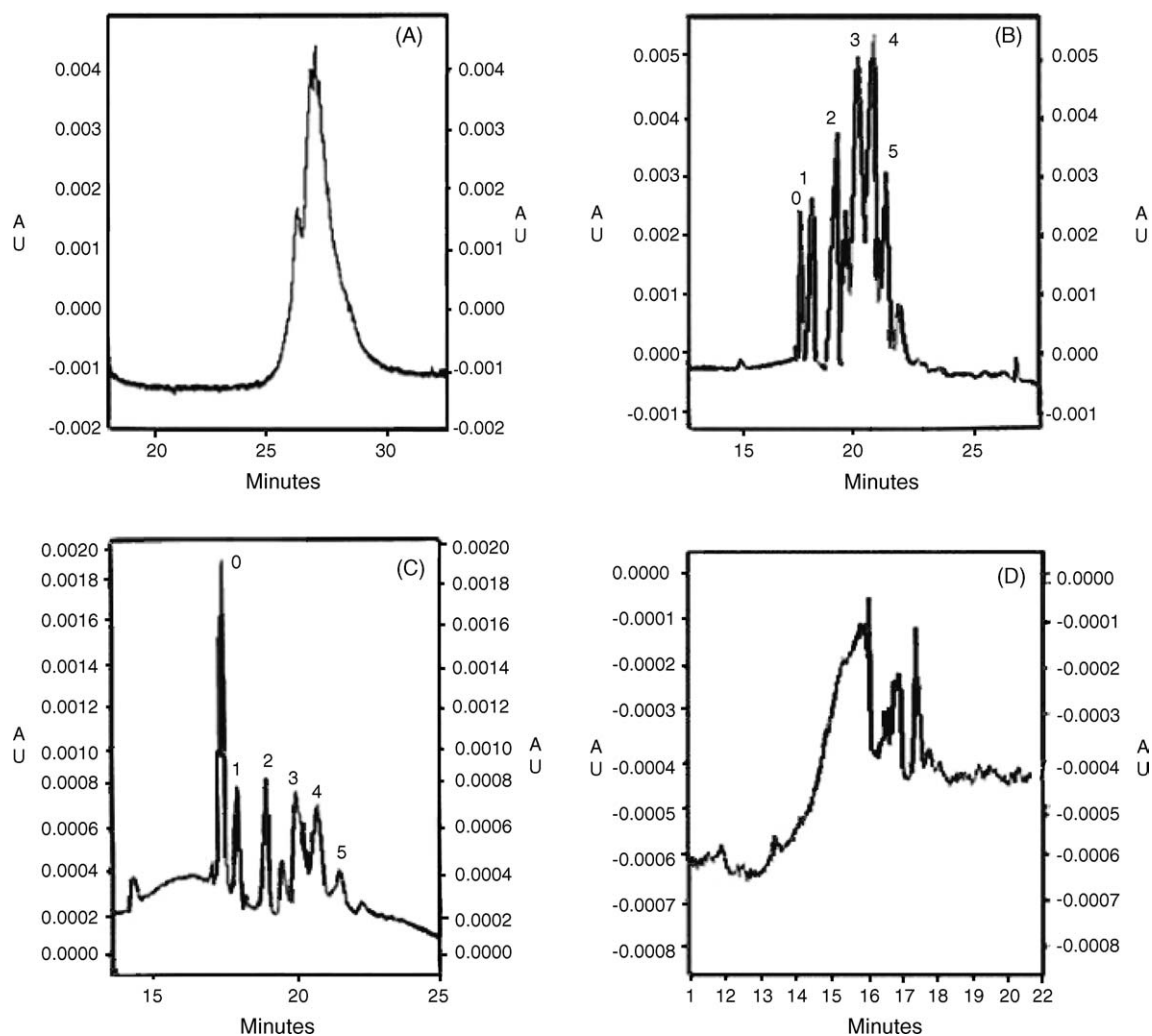 (A)
0.004 0.004
0.003 0.003
0.002 0.002
A
U
0.001 0.001
A
U
0.000 0.000
-0.001 -0.001
-0.002 -0.002
20 25 30
Minutes
(B)
3 4
0.005 0.005
0.004 0.004
2
5
0.003 0.003
1
0
A
U
0.002 0.002
A
U
0.001 0.001
0.000 0.000
-0.001 -0.001
15 20 25
Minutes
(C)
0.0020 0.0020
0
0.0018 0.0018
0.0016 0.0016
0.0014 0.0014
0.0012 0.0012
A
U
0.0010 0.0010
A
U
1 2 3 4
0.0008 0.0008
0.0006 0.0006
5
0.0004 0.0004
0.0002 0.0002
0.0000 0.0000
15 20 25
Minutes
(D)
0.0000 0.0000
-0.0001 -0.0001
-0.0002 -0.0002
-0.0003 -0.0003
A
U
-0.0004 -0.0004
A
U
-0.0005 -0.0005
-0.0006 -0.0006
-0.0007 -0.0007
-0.0008 -0.0008
1 12 13 14 15 16 17 18 19 20 22
Minutes